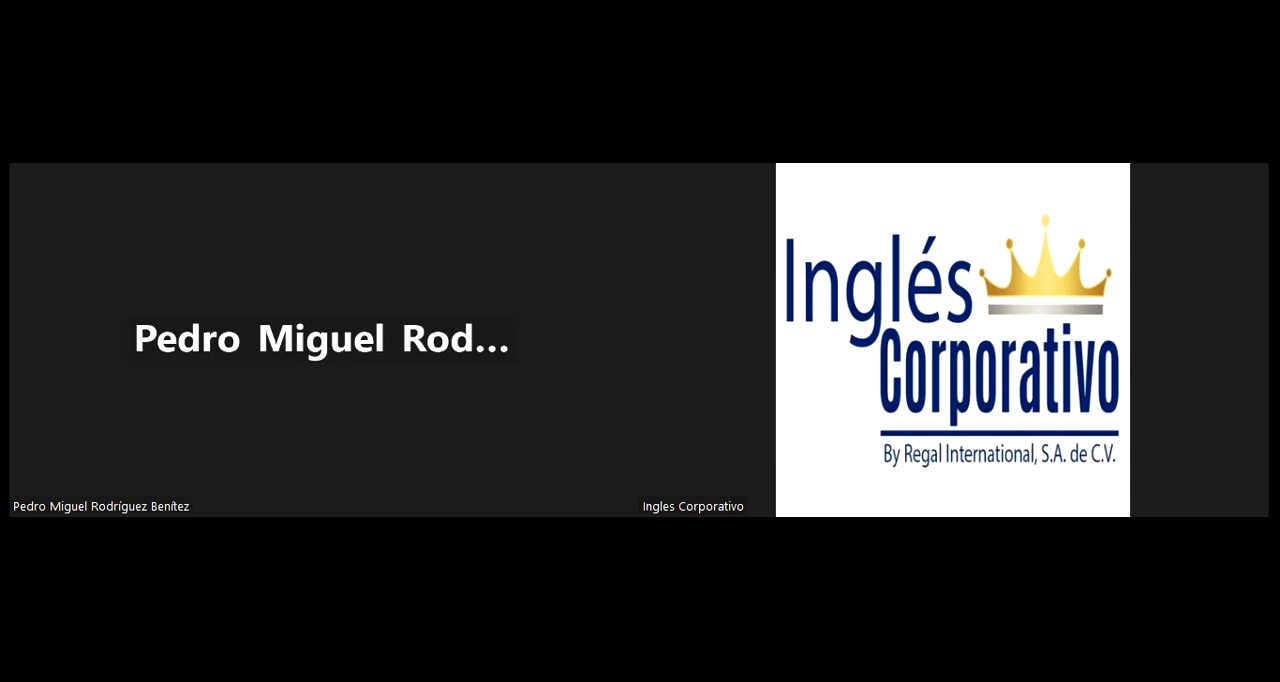 Pedro Miguel Rod...
Pedro Miguel Rodríguez Benítez
Inglés
Corporativo
By Regal International, S.A. de C.V.
Ingles Corporativo